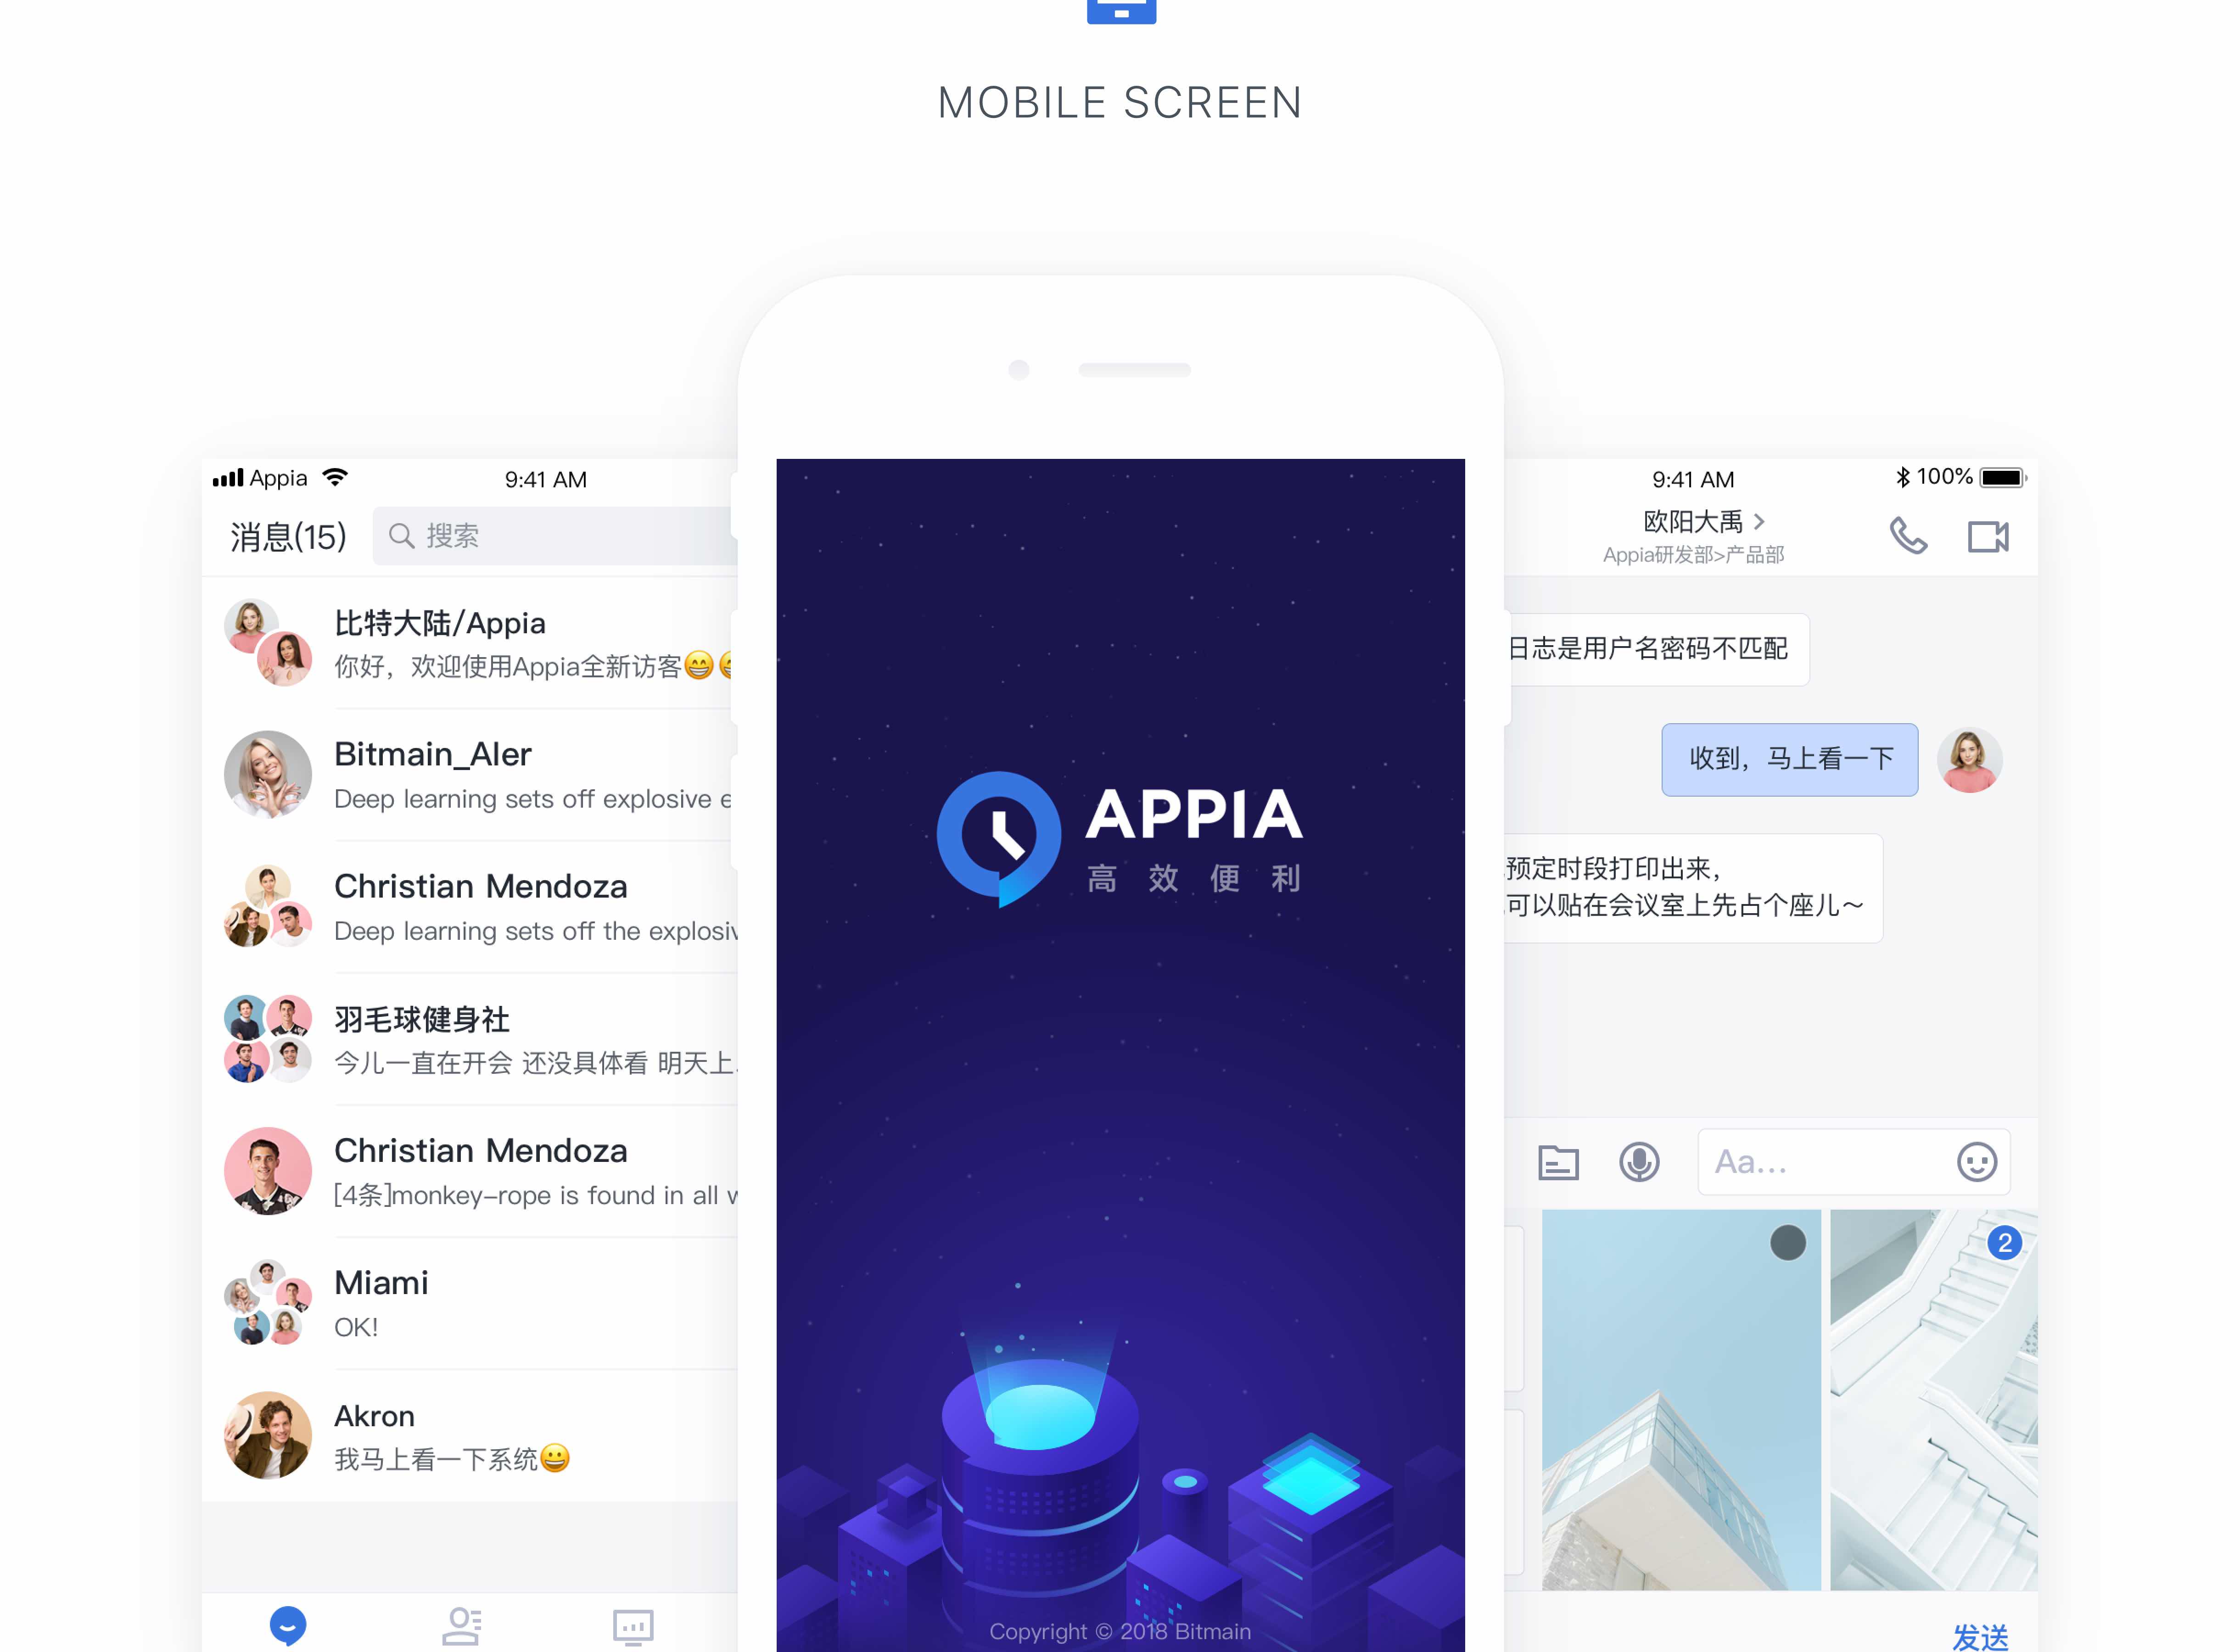 MOBILE SCREEN
Appia
9:41 AM
消息(15)
搜索
比特大陆/Appia
你好，欢迎使用Appia全新访客😁
Bitmain_Aler
Deep learning sets off explosive e
Christian Mendoza
Deep learning sets off the explosiv
羽毛球健身社
今儿一直在开会 还没具体看 明天上
Christian Mendoza
[4条]monkey-rope is found in all w
Miami
OK!
Akron
我马上看一下系统😀
APPIA
高效便利
Copyright © 2018 Bitmain
9:41 AM
100%
欧阳大禹 >
Appia研发部>产品部
日志是用户名密码不匹配
收到，马上看一下
预定时段打印出来，
可以贴在会议室上先占个座儿～
Aa...
2
发送